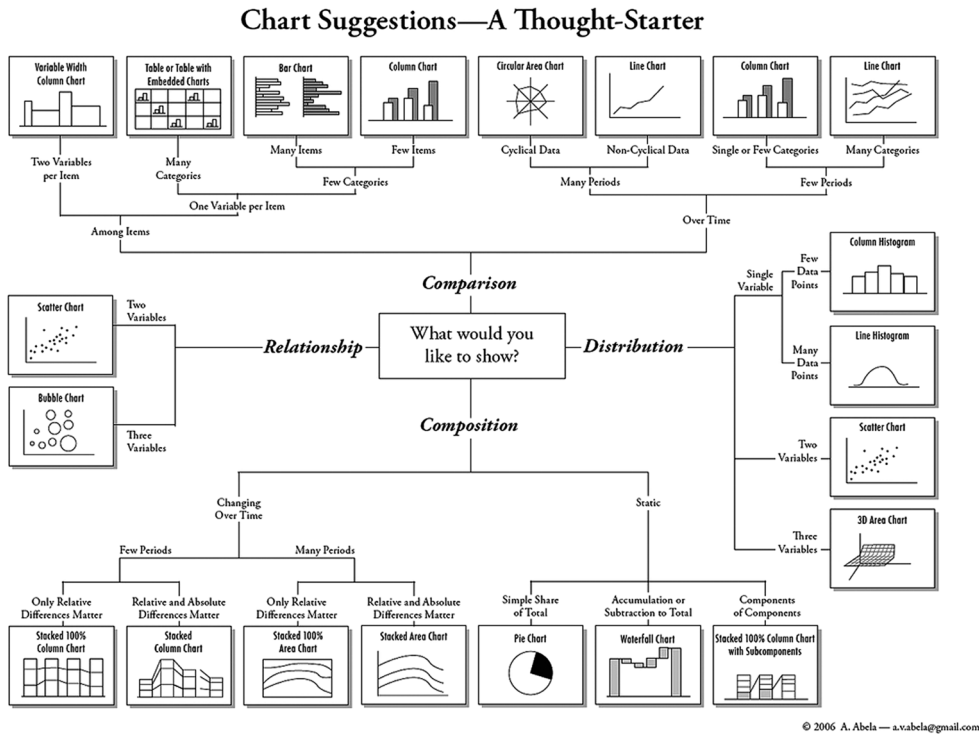 Chart Suggestions—A Thought-Starter
Variable Width
Column Chart
Table or Table with
Embedded Charts
Bar Chart
Column Chart
Circular Area Chart
Line Chart
Column Chart
Line Chart
Two Variables
per Item
Many
Categories
Many Items
Few Items
Cyclical Data
Non-Cyclical Data
Single or Few Categories
Many Categories
Few Categories
Many Periods
Few Periods
One Variable per Item
Over Time
Among Items
Comparison
What would you
like to show?
Relationship
Two
Variables
Scatter Chart
Bubble Chart
Three
Variables
Distribution
Single
Variable
Few
Data
Points
Column Histogram
Many
Data
Points
Line Histogram
Two
Variables
Scatter Chart
Three
Variables
3D Area Chart
Composition
Changing
Over Time
Static
Few Periods
Many Periods
Only Relative
Differences Matter
Relative and Absolute
Differences Matter
Only Relative
Differences Matter
Relative and Absolute
Differences Matter
Simple Share
of Total
Accumulation or
Subtraction to Total
Components
of Components
Stacked 100%
Column Chart
Stacked
Column Chart
Stacked 100%
Area Chart
Stacked Area Chart
Pie Chart
Waterfall Chart
Stacked 100% Column Chart
with Subcomponents
© 2006 A. Abela — a.v.abela@gmail.com